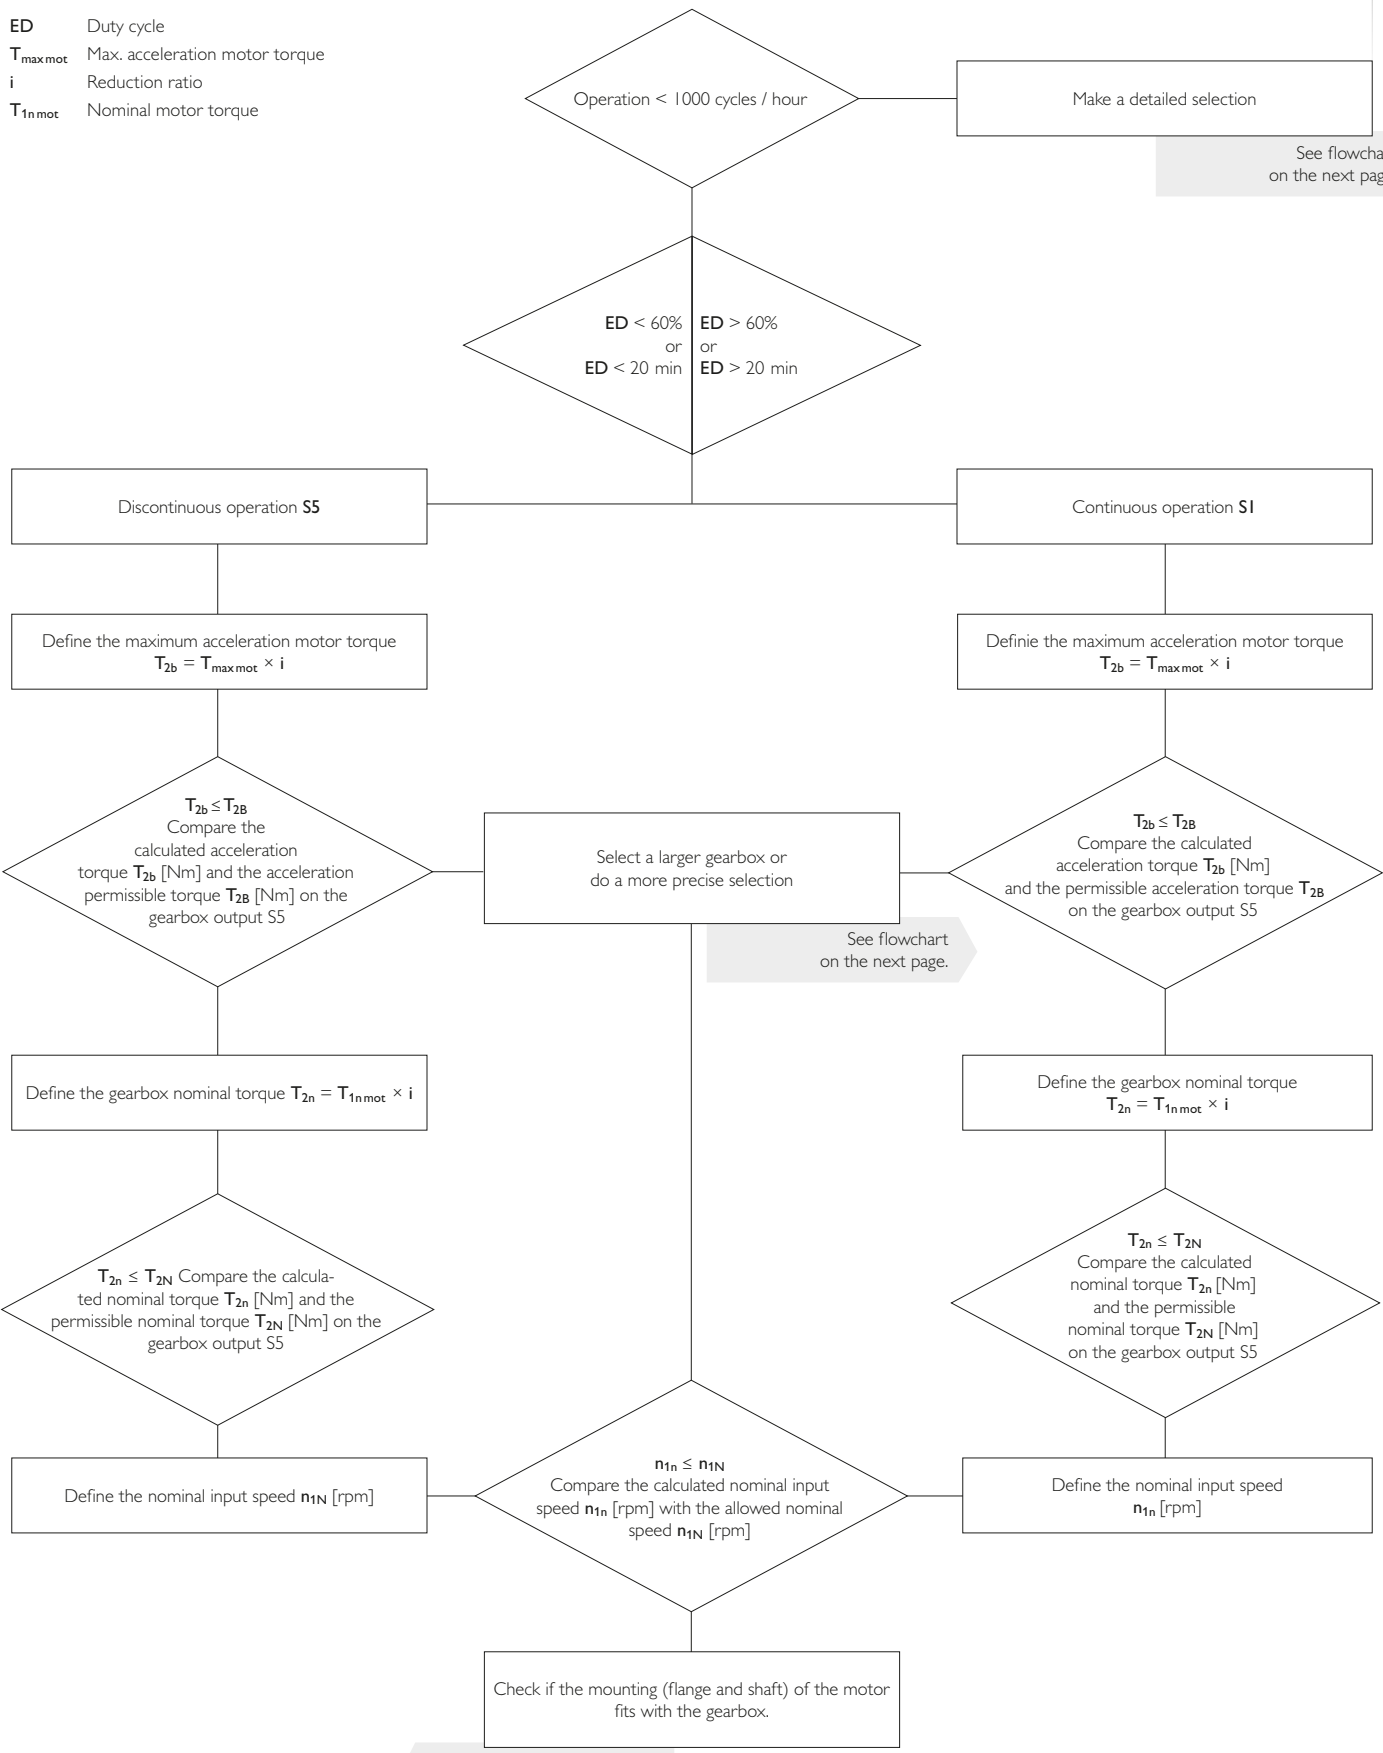 ED Duty cycle
Tmax mot Max. acceleration motor torque
i Reduction ratio
T1n mot Nominal motor torque
Operation < 1000 cycles / hour
Make a detailed selection
See flowcha
on the next pag
ED < 60%
or
ED < 20 min
ED > 60%
or
ED > 20 min
Discontinuous operation S5
Continuous operation S1
Define the maximum acceleration motor torque
T2b = Tmax mot × i
Definie the maximum acceleration motor torque
T2b = Tmax mot × i
T2b ≤ T2B
Compare the
calculated acceleration
torque T2b [Nm] and the acceleration
permissible torque T2B [Nm] on the
gearbox output S5
Select a larger gearbox or
do a more precise selection
See flowchart
on the next page.
T2b ≤ T2B
Compare the calculated
acceleration torque T2b [Nm]
and the permissible acceleration torque T2B
on the gearbox output S5
Define the gearbox nominal torque T2n = T1n mot × i
Define the gearbox nominal torque
T2n = T1n mot × i
T2n ≤ T2N Compare the calcula-
ted nominal torque T2n [Nm] and the
permissible nominal torque T2N [Nm] on the
gearbox output S5
T2n ≤ T2N
Compare the calculated
nominal torque T2n [Nm]
and the permissible
nominal torque T2N [Nm]
on the gearbox output S5
Define the nominal input speed n1N [rpm]
n1n ≤ n1N
Compare the calculated nominal input
speed n1n [rpm] with the allowed nominal
speed n1N [rpm]
Define the nominal input speed
n1n [rpm]
Check if the mounting (flange and shaft) of the motor
fits with the gearbox.